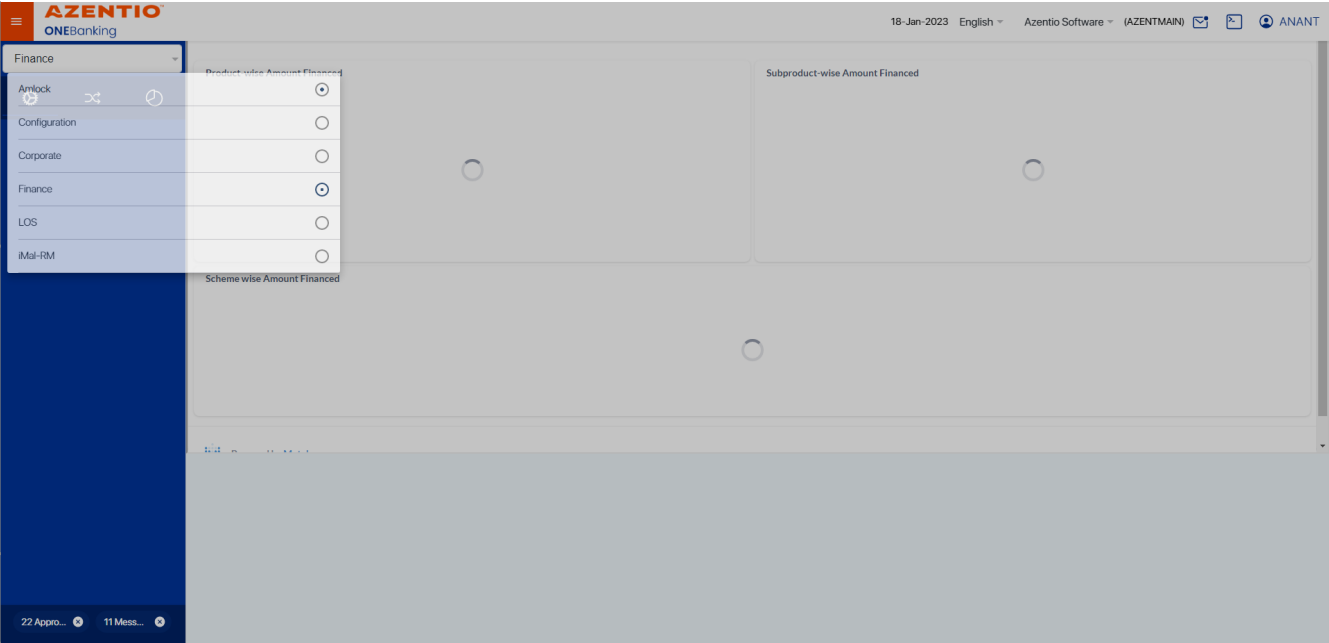 AZENTIO
ONEBanking
18-Jan-2023 English Azentio Software (AZENTMAIN) ANANT
Finance
Product-wise Amount Financed
Subproduct-wise Amount Financed
Amlock
Configuration
Corporate
Finance
LOS
iMal-RM
Scheme wise Amount Financed
22 Appro... 11 Mess...